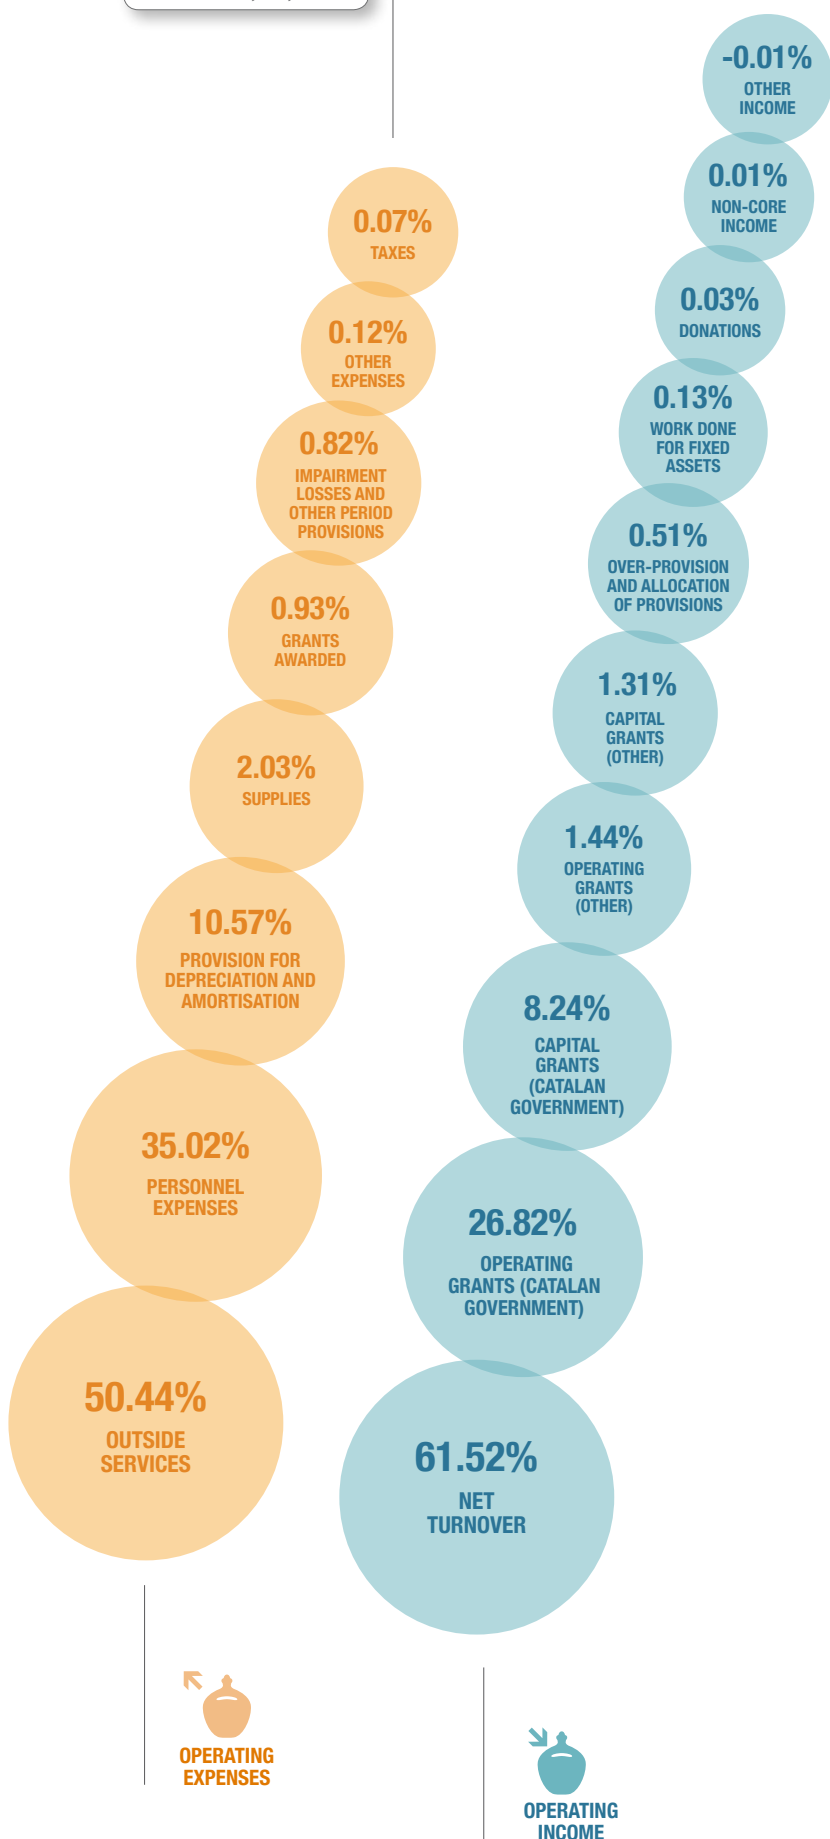 0.07%
TAXES
0.12%
OTHER
EXPENSES
0.82%
IMPAIRMENT
LOSSES AND
OTHER PERIOD
PROVISIONS
0.93%
GRANTS
AWARDED
2.03%
SUPPLIES
10.57%
PROVISION FOR
DEPRECIATION AND
AMORTISATION
35.02%
PERSONNEL
EXPENSES
50.44%
OUTSIDE
SERVICES
OPERATING
EXPENSES
-0.01%
OTHER
INCOME
0.01%
NON-CORE
INCOME
0.03%
DONATIONS
0.13%
WORK DONE
FOR FIXED
ASSETS
0.51%
OVER-PROVISION
AND ALLOCATION
OF PROVISIONS
1.31%
CAPITAL
GRANTS
(OTHER)
1.44%
OPERATING
GRANTS
(OTHER)
8.24%
CAPITAL
GRANTS
(CATALAN
GOVERNMENT)
26.82%
OPERATING
GRANTS (CATALAN
GOVERNMENT)
61.52%
NET
TURNOVER
OPERATING
INCOME